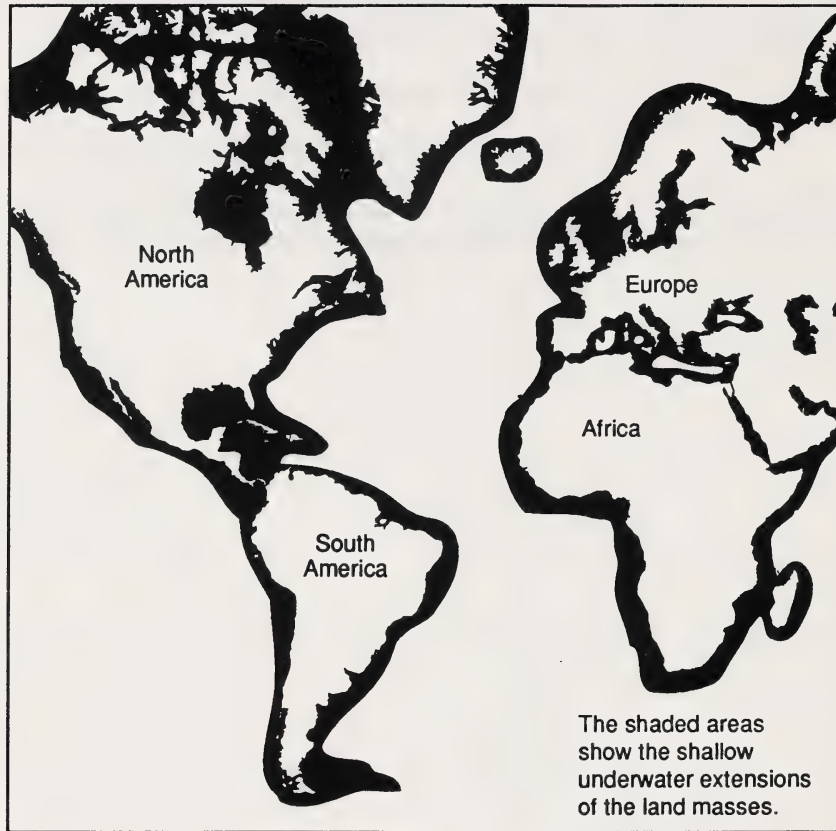 North
America
Europe
Africa
South
America
The shaded areas
show the shallow
underwater extensions
of the land masses.